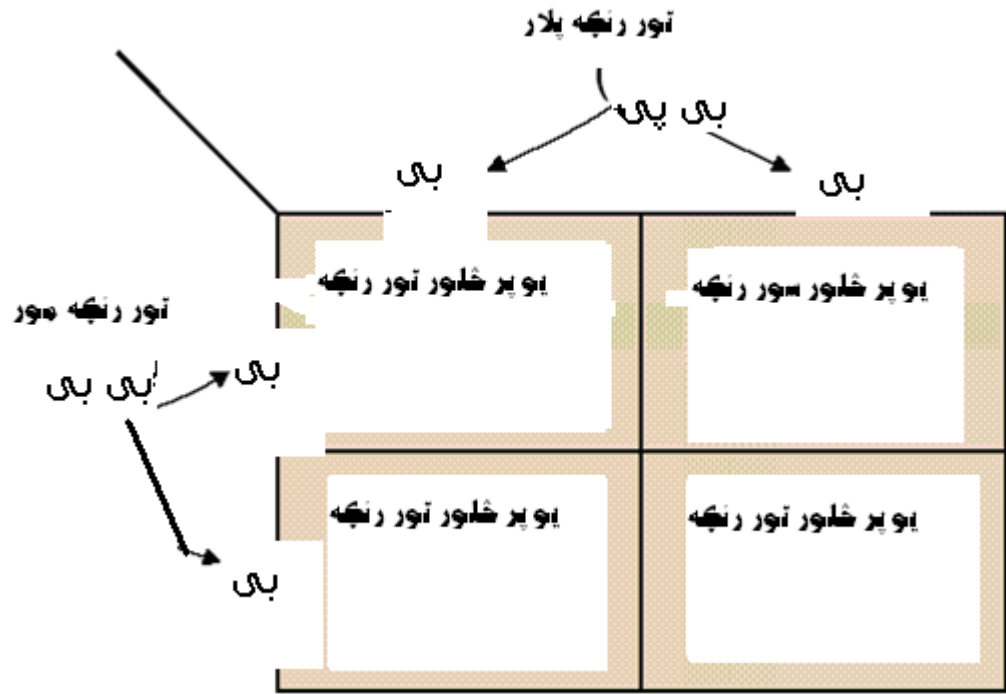 تور رنګه پلار
بی پی
بی
بی
یو پر څلور سور رنګه
یو پر څلور تور رنګه
تور رنګه مور
بی
بی بی
یو پر څلور تور رنګه
یو پر څلور تور رنګه
بی